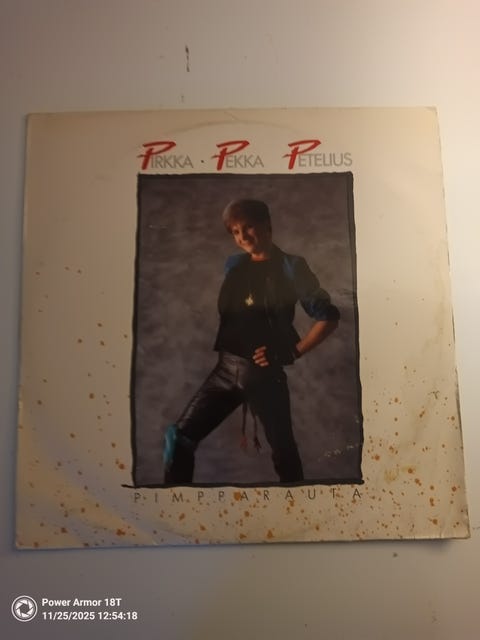 PIRKKA · PEKKA PETELIUS
PIMPPARAUTA
Power Armor 18T
11/25/2025 12:54:18